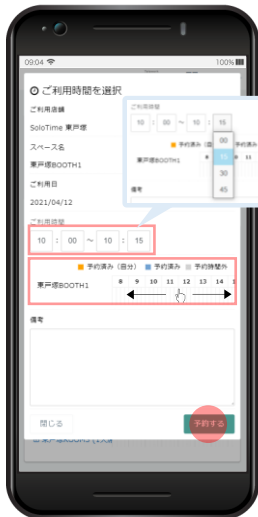 09:04
100%
ご利用時間を選択
ご利用店舗
SoloTime 東戸塚
スペース名
東戸塚BOOTH1
ご利用日
2021/04/12
ご利用時間
10 : 00 ~ 10 : 15
予約済み（自分） 予約済み 予約時間外
東戸塚BOOTH1 8 9 10 11 12 13 14 1
備考
閉じる 予約する
ご利用時間
10 : 00 ~ 10 : 15
00
15
30
45
予約済み
東戸塚BOOTH1 8 11
備考